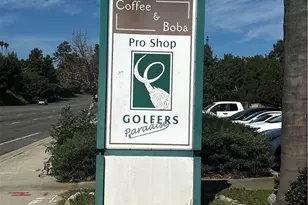 Coffee
& Boba
Pro Shop
GOLFERS
Paradise